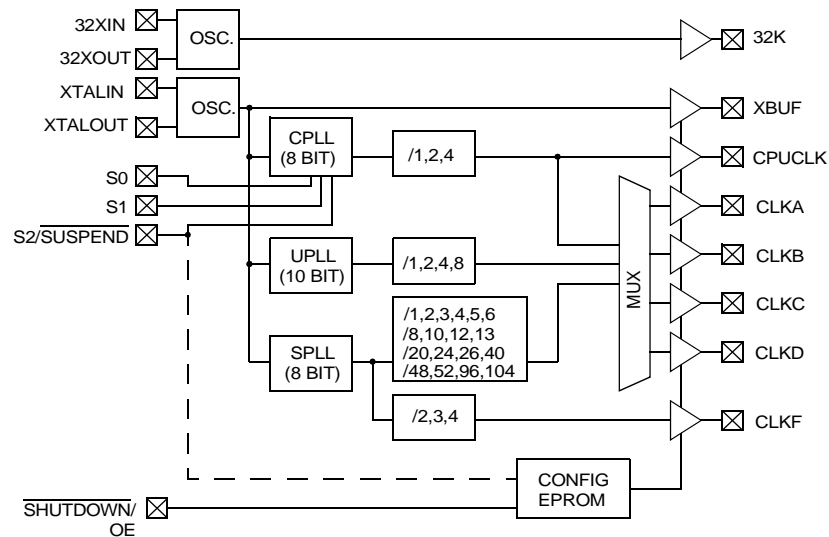 32XIN
OSC.
32K
32XOUT
XTALIN
OSC.
XBUF
XTALOUT
CPLL
(8 BIT)
/1,2,4
CPUCLK
S0
S1
CLKA
S2/SUSPEND
UPLL
(10 BIT)
/1,2,4,8
MUX
CLKB
/1,2,3,4,5,6
/8,10,12,13
/20,24,26,40
/48,52,96,104
CLKC
SPLL
(8 BIT)
CLKD
/2,3,4
CLKF
CONFIG
EPROM
SHUTDOWN/
OE